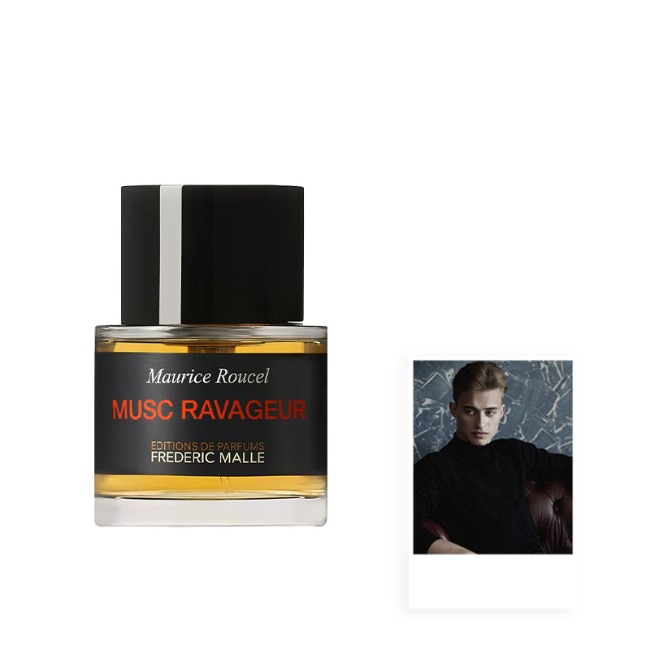 Maurice Roucel
MUSC RAVAGEUR
EDITIONS DE PARFUMS
FREDERIC MALLE